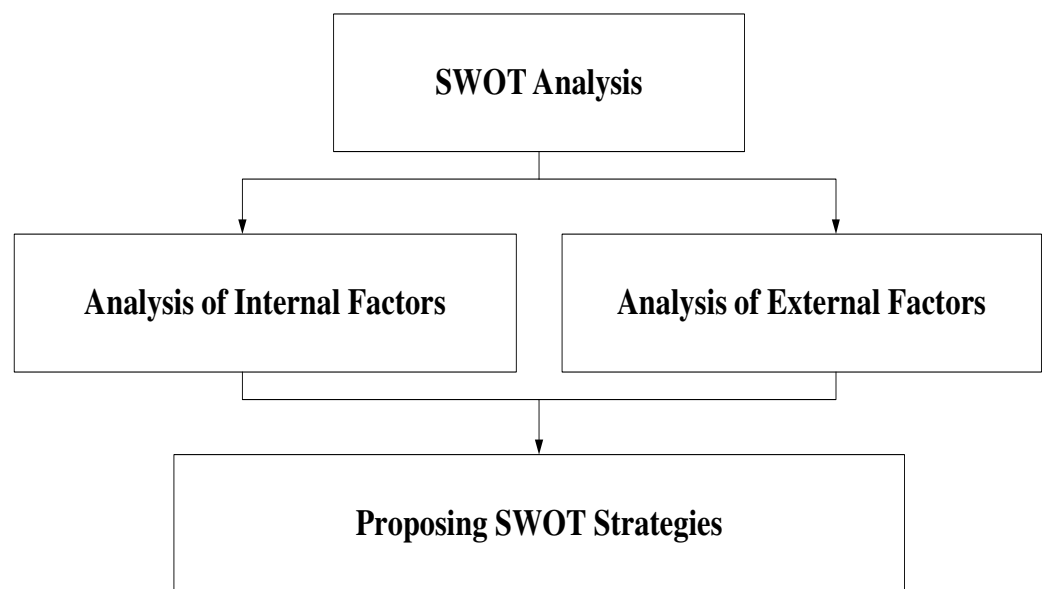 SWOT Analysis
Analysis of Internal Factors
Analysis of External Factors
Proposing SWOT Strategies